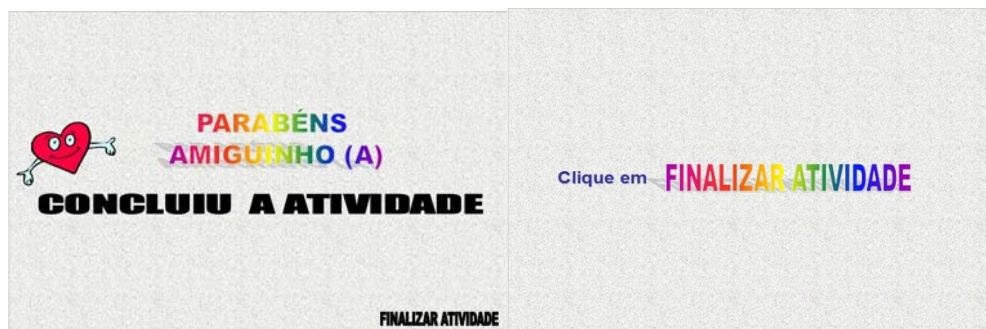 PARABÉNS
AMIGUINHO (A)
CONCLUIU A ATIVIDADE
FINALIZAR ATIVIDADE
Clique em FINALIZAR ATIVIDADE